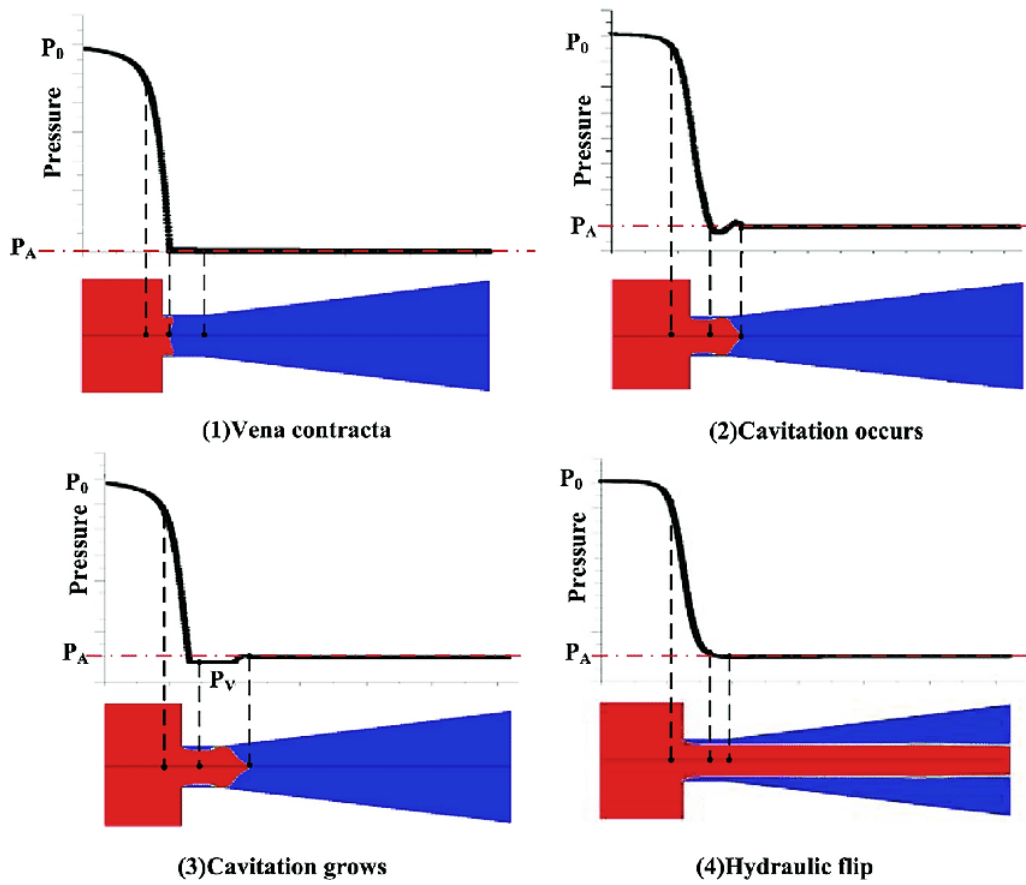 P0
Pressure
PA
(1)Vena contracta
P0
Pressure
PA
(2)Cavitation occurs
P0
Pressure
PA
PV
(3)Cavitation grows
P0
Pressure
PA
(4)Hydraulic flip